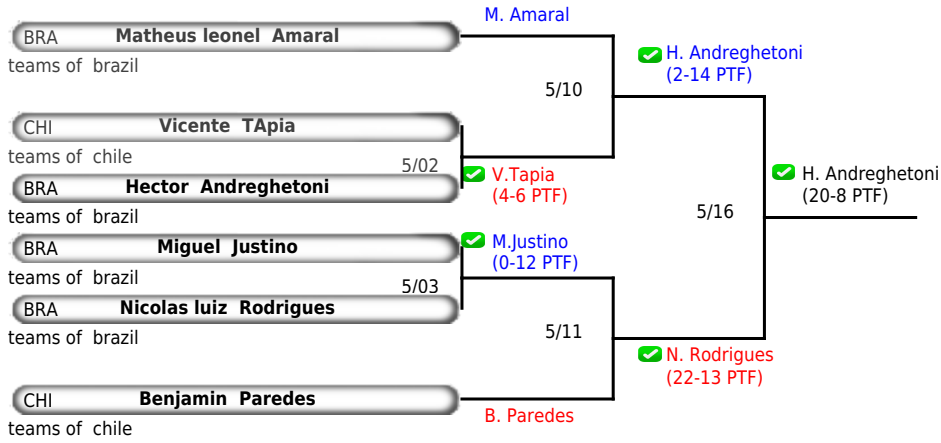 M. Amaral
BRA Matheus leonel Amaral
teams of brazil
H. Andreghetoni
(2-14 PTF)
5/10
CHI Vicente TApia
teams of chile
5/02
V.Tapia
(4-6 PTF)
H. Andreghetoni
(20-8 PTF)
BRA Hector Andreghetoni
teams of brazil
5/16
BRA Miguel Justino
M.Justino
(0-12 PTF)
teams of brazil
5/03
BRA Nicolas luiz Rodrigues
teams of brazil
5/11
N. Rodrigues
(22-13 PTF)
CHI Benjamin Paredes
B. Paredes
teams of chile